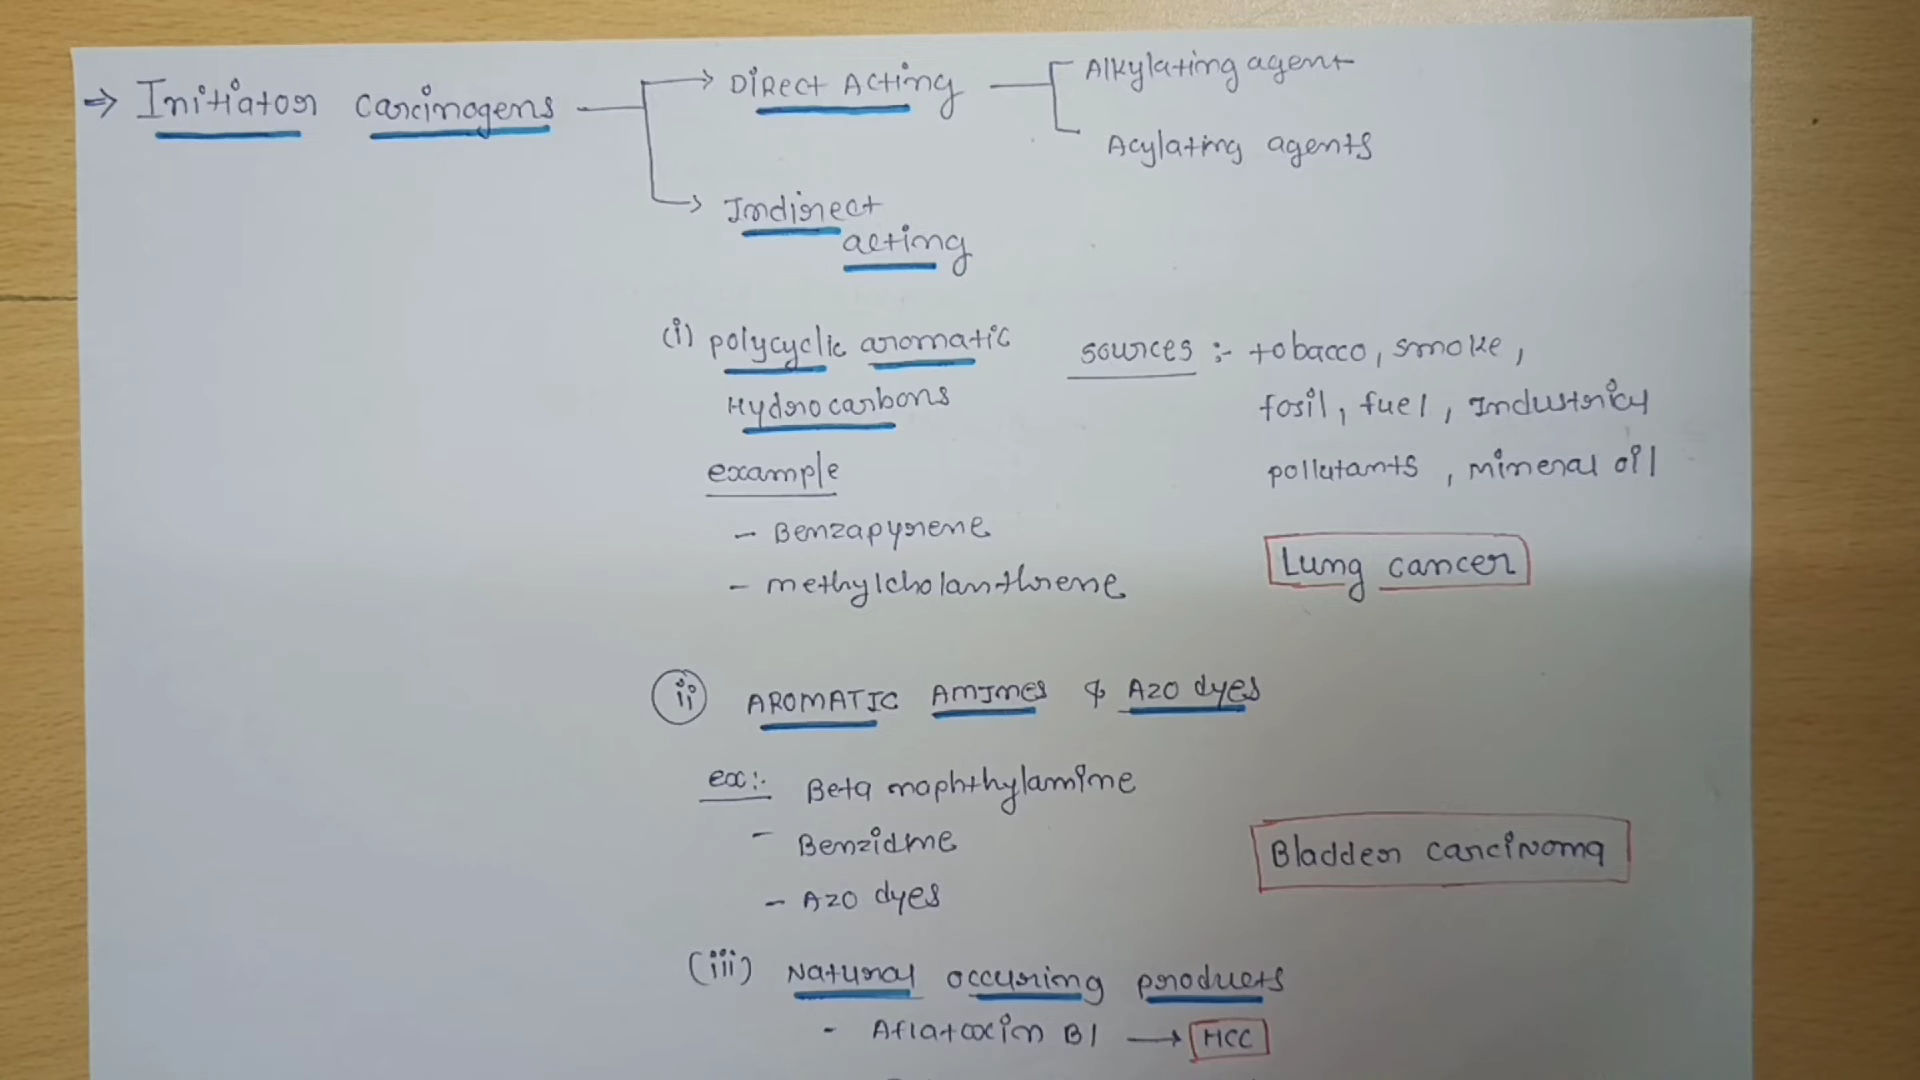 ⇒ Initiator Carcinogens
→ Direct Acting
Alkylating agent
Acylating agents
→ Indirect
acting
(i) polycyclic aromatic
Hydrocarbons
sources :- tobacco, smoke,
fosil, fuel, Industricy
pollutants, mineral oil
example
- Benzapyrene
- methylcholanthrene
Lung cancer
(ii) AROMATIC AMINES & AZO dyes
ex:- Beta naphthylamine
- Benzidine
- Azo dyes
Bladder carcinoma
(iii) Natural occuring products
- Aflatoxin B1 → HCC